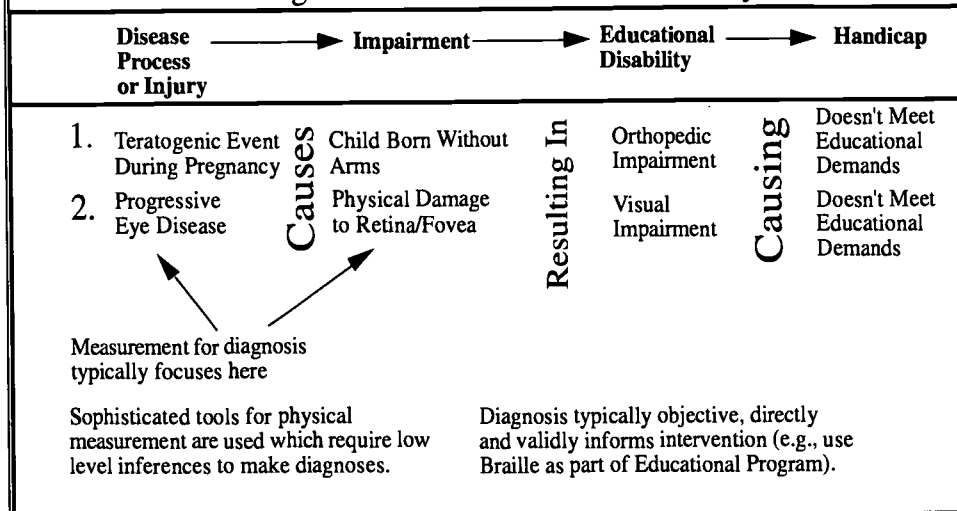 Disease Process or Injury
Impairment
Educational Disability
Handicap
1. Teratogenic Event During Pregnancy
Causes
Child Born Without Arms
Resulting In
Orthopedic Impairment
Causing
Doesn't Meet Educational Demands
2. Progressive Eye Disease
Physical Damage to Retina/Fovea
Visual Impairment
Doesn't Meet Educational Demands
Measurement for diagnosis
typically focuses here
Sophisticated tools for physical
measurement are used which require low
level inferences to make diagnoses.
Diagnosis typically objective, directly
and validly informs intervention (e.g., use
Braille as part of Educational Program).